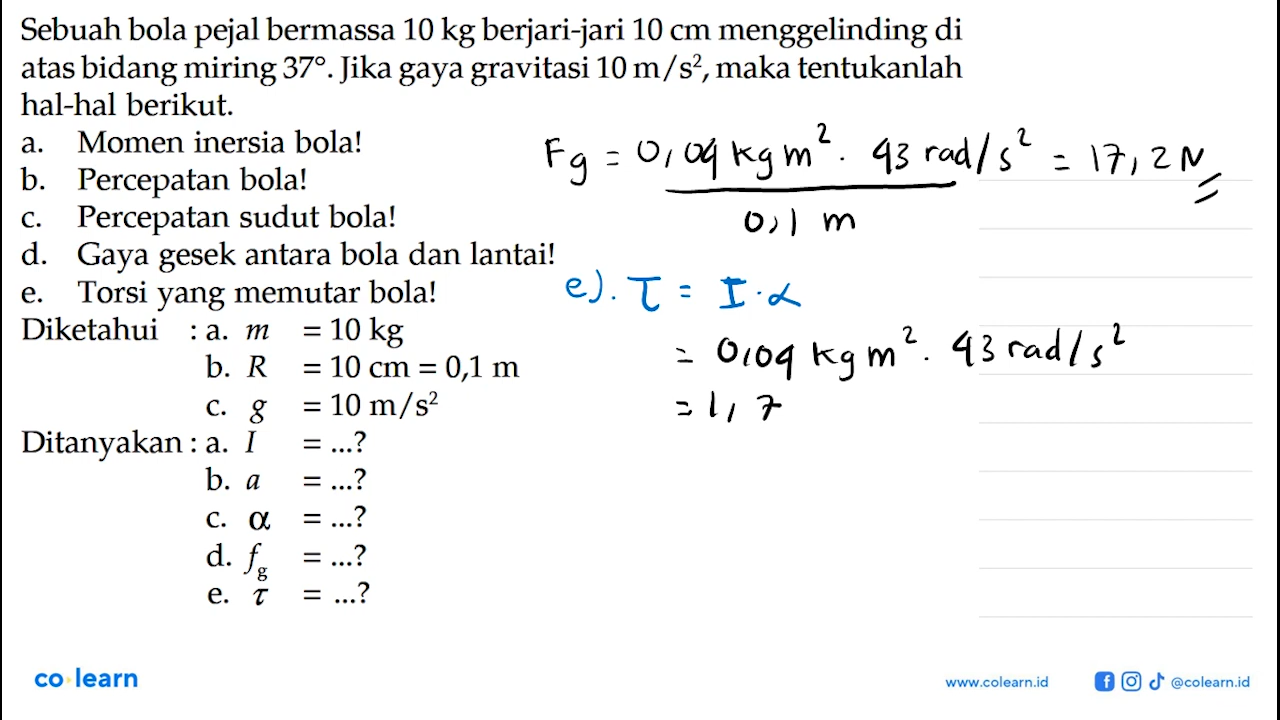 Sebuah bola pejal bermassa 10 kg berjari-jari 10 cm menggelinding di
atas bidang miring 37°. Jika gaya gravitasi 10 m/s², maka tentukanlah
hal-hal berikut.
a. Momen inersia bola!
b. Percepatan bola!
c. Percepatan sudut bola!
d. Gaya gesek antara bola dan lantai!
e. Torsi yang memutar bola!
Diketahui : a. m = 10 kg
b. R = 10 cm = 0,1 m
c. g = 10 m/s²
Ditanyakan : a. I = ...?
b. a = ...?
c. α = ...?
d. f_g = ...?
e. τ = ...?
Fg = 0,04 kg m². 43 rad/s² = 17,2 N
0,1 m
e). τ = I.α
= 0,04 kg m². 43 rad/s²
= 1,7
co learn
www.colearn.id
@colearn.id